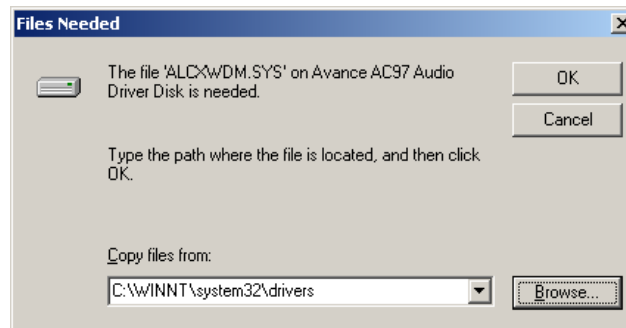 Files Needed
The file 'ALCXWDM.SYS' on Avance AC97 Audio
Driver Disk is needed.
OK
Cancel
Type the path where the file is located, and then click
OK.
Copy files from:
C:\WINNT\system32\drivers
Browse...